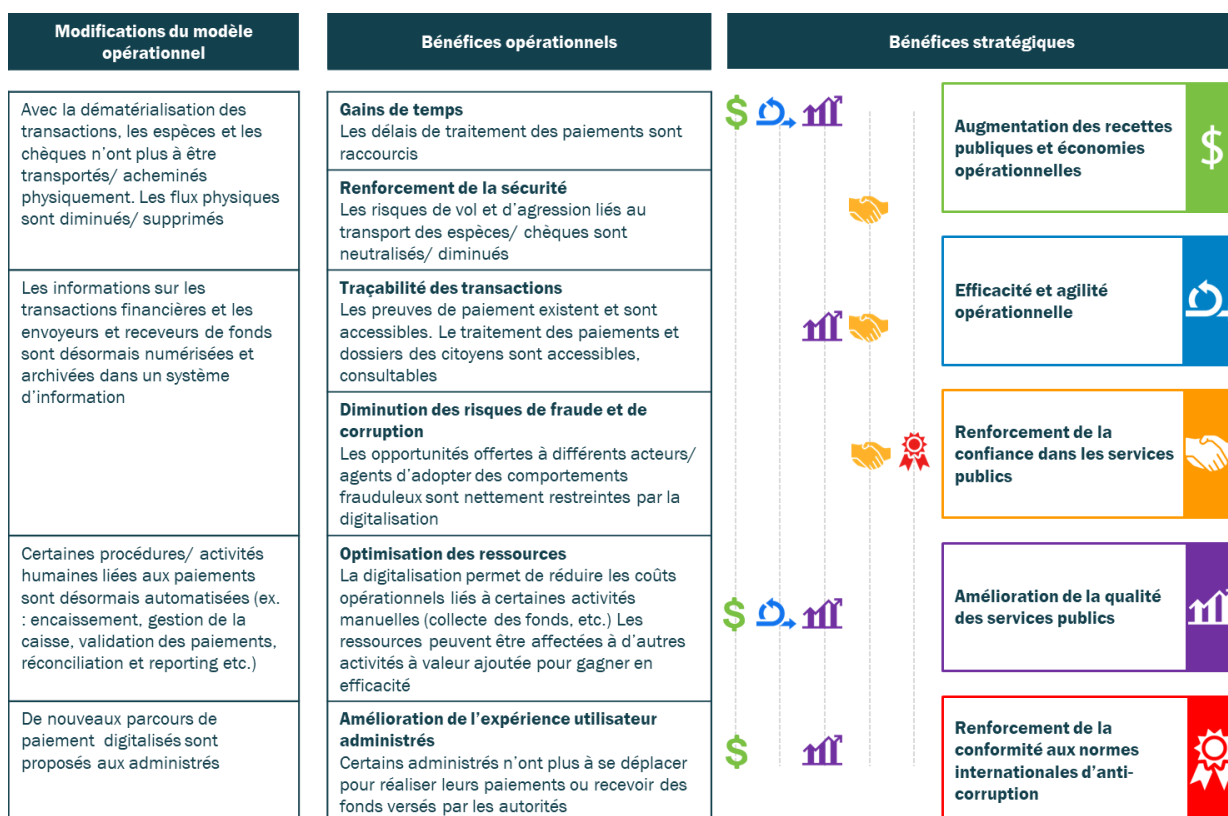 Modifications du modèle
opérationnel
Bénéfices opérationnels
Bénéfices stratégiques
Avec la dématérialisation des
transactions, les espèces et les
chèques n’ont plus à être
transportés/ acheminés
physiquement. Les flux physiques
sont diminués/ supprimés
Gains de temps
Les délais de traitement des paiements sont
raccourcis
Renforcement de la sécurité
Les risques de vol et d’agression liés au
transport des espèces/ chèques sont
neutralisés/ diminués
Les informations sur les
transactions financières et les
envoyeurs et receveurs de fonds
sont désormais numérisées et
archivées dans un système
d’information
Traçabilité des transactions
Les preuves de paiement existent et sont
accessibles. Le traitement des paiements et
dossiers des citoyens sont accessibles,
consultables
Diminution des risques de fraude et de
corruption
Les opportunités offertes à différents acteurs/
agents d’adopter des comportements
frauduleux sont nettement restreintes par la
digitalisation
Certaines procédures/ activités
humaines liées aux paiements
sont désormais automatisées (ex.
: encaissement, gestion de la
caisse, validation des paiements,
réconciliation et reporting etc.)
Optimisation des ressources
La digitalisation permet de réduire les coûts
opérationnels liés à certaines activités
manuelles (collecte des fonds, etc.) Les
ressources peuvent être affectées à d’autres
activités à valeur ajoutée pour gagner en
efficacité
De nouveaux parcours de
paiement  digitalisés sont
proposés aux administrés
Amélioration de l’expérience utilisateur
administrés
Certains administrés n’ont plus à se déplacer
pour réaliser leurs paiements ou recevoir des
fonds versés par les autorités
Augmentation des recettes
publiques et économies
opérationnelles
Efficacité et agilité
opérationnelle
Renforcement de la
confiance dans les services
publics
Amélioration de la qualité
des services publics
Renforcement de la
conformité aux normes
internationales d’anti-
corruption